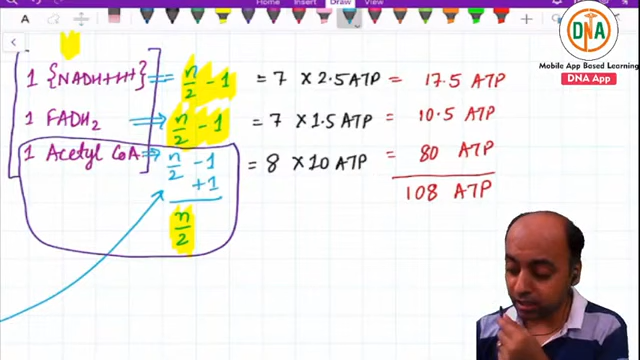 Home Insert Draw View
DNA
Mobile App Based Learning
DNA App
1 {NADH+H+} ⇒ n/2 - 1 = 7 × 2.5 ATP = 17.5 ATP
1 FADH2 ⇒ n/2 - 1 = 7 × 1.5 ATP = 10.5 ATP
1 Acetyl CoA ⇒ n/2 - 1 = 8 × 10 ATP = 80 ATP
+1
108 ATP
n/2